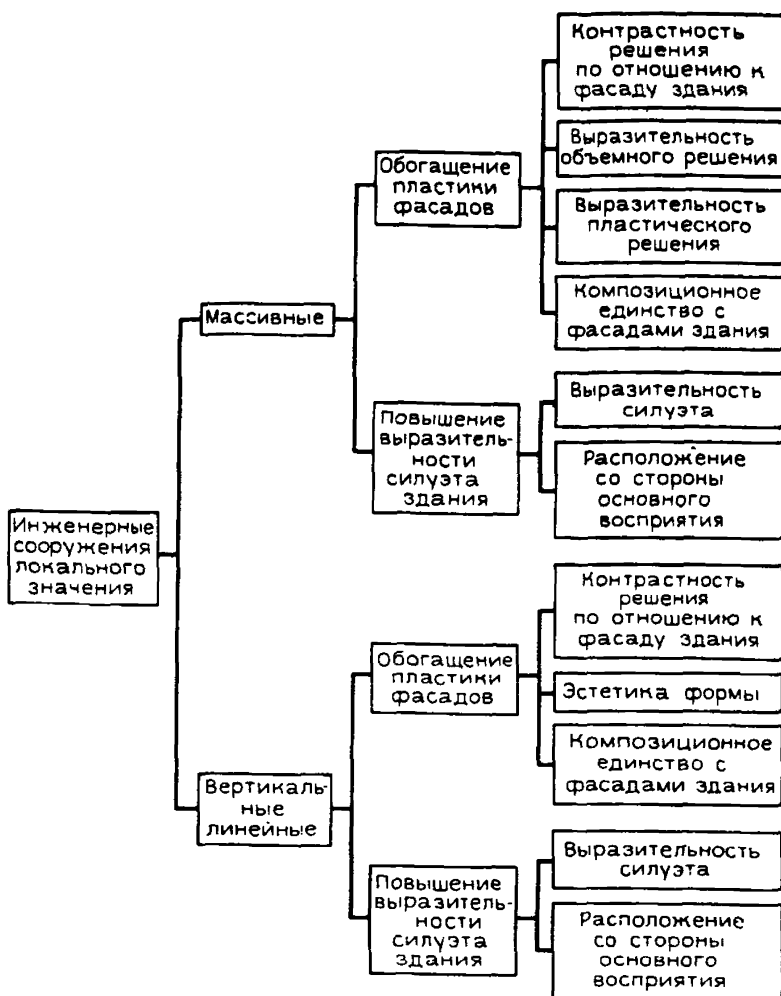 Инженерные
сооружения
локального
значения
Массивные
Обогащение
пластики
фасадов
Контрастность
решения
по отношению к
фасаду здания
Выразительность
объемного решения
Выразительность
пластического
решения
Композиционное
единство с
фасадами здания
Повышение
выразитель-
ности
силуэта
здания
Выразительность
силуэта
Расположение
со стороны
основного
восприятия
Вертикаль-
ные
линейные
Обогащение
пластики
фасадов
Контрастность
решения
по отношению к
фасаду здания
Эстетика формы
Композиционное
единство с
фасадами здания
Повышение
выразитель-
ности
силуэта
здания
Выразительность
силуэта
Расположение
со стороны
основного
восприятия